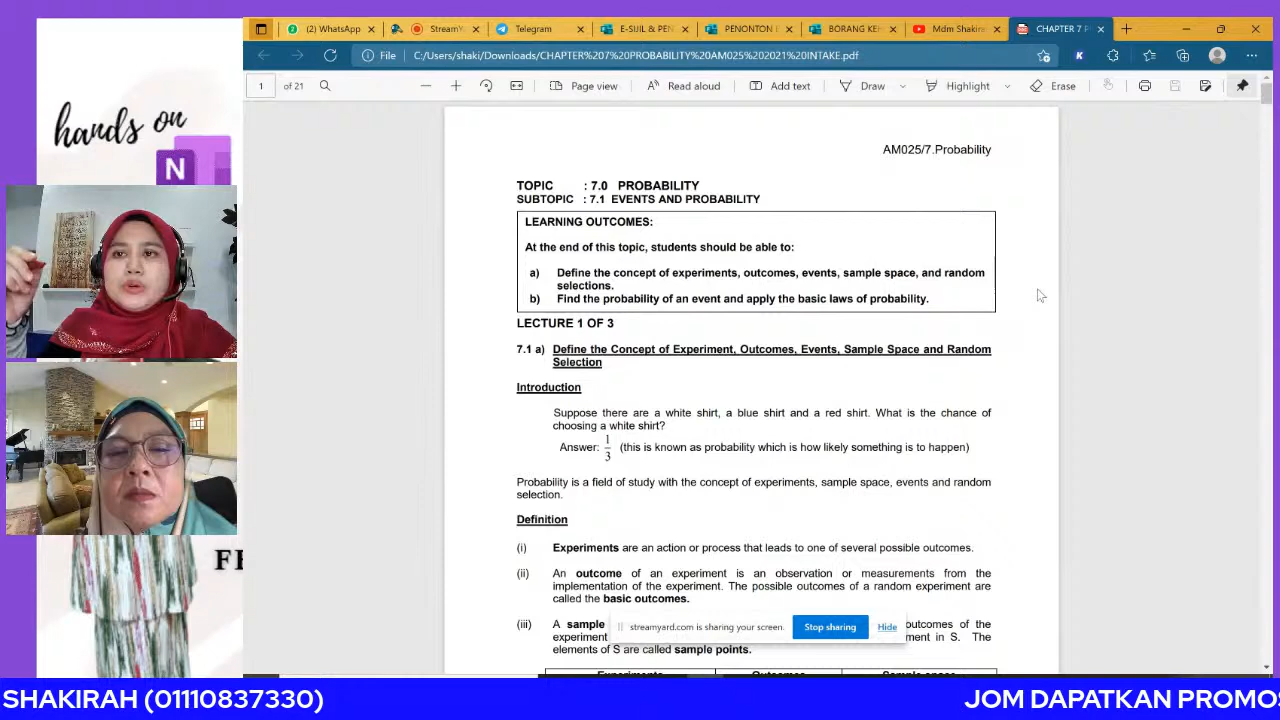 (2) WhatsApp
StreamY
Telegram
E-SUIL & PEN
PENONTON E
BORANG KE
Mdm Shakira
CHAPTER 7 P
File
C:/Users/shaki/Downloads/CHAPTER%207%20PROBABILITY%20AM025%202021%20INTAKE.pdf
1 of 21
Page view
Read aloud
Add text
Draw
Highlight
Erase
hands on
N
AM025/7.Probability
TOPIC : 7.0 PROBABILITY
SUBTOPIC : 7.1 EVENTS AND PROBABILITY
LEARNING OUTCOMES:
At the end of this topic, students should be able to:
a) Define the concept of experiments, outcomes, events, sample space, and random
selections.
b) Find the probability of an event and apply the basic laws of probability.
LECTURE 1 OF 3
7.1 a) Define the Concept of Experiment, Outcomes, Events, Sample Space and Random
Selection
Introduction
Suppose there are a white shirt, a blue shirt and a red shirt. What is the chance of
choosing a white shirt?
Answer: 1/3 (this is known as probability which is how likely something is to happen)
Probability is a field of study with the concept of experiments, sample space, events and random
selection.
Definition
(i) Experiments are an action or process that leads to one of several possible outcomes.
(ii) An outcome of an experiment is an observation or measurements from the
implementation of the experiment. The possible outcomes of a random experiment are
called the basic outcomes.
(iii) A sample outcomes of the
experiment ment in S. The
elements of S are called sample points.
streamyard.com is sharing your screen.
Stop sharing
Hide
Experiments Outcomes Sample space
FE
SHAKIRAH (01110837330)
JOM DAPATKAN PROMOS